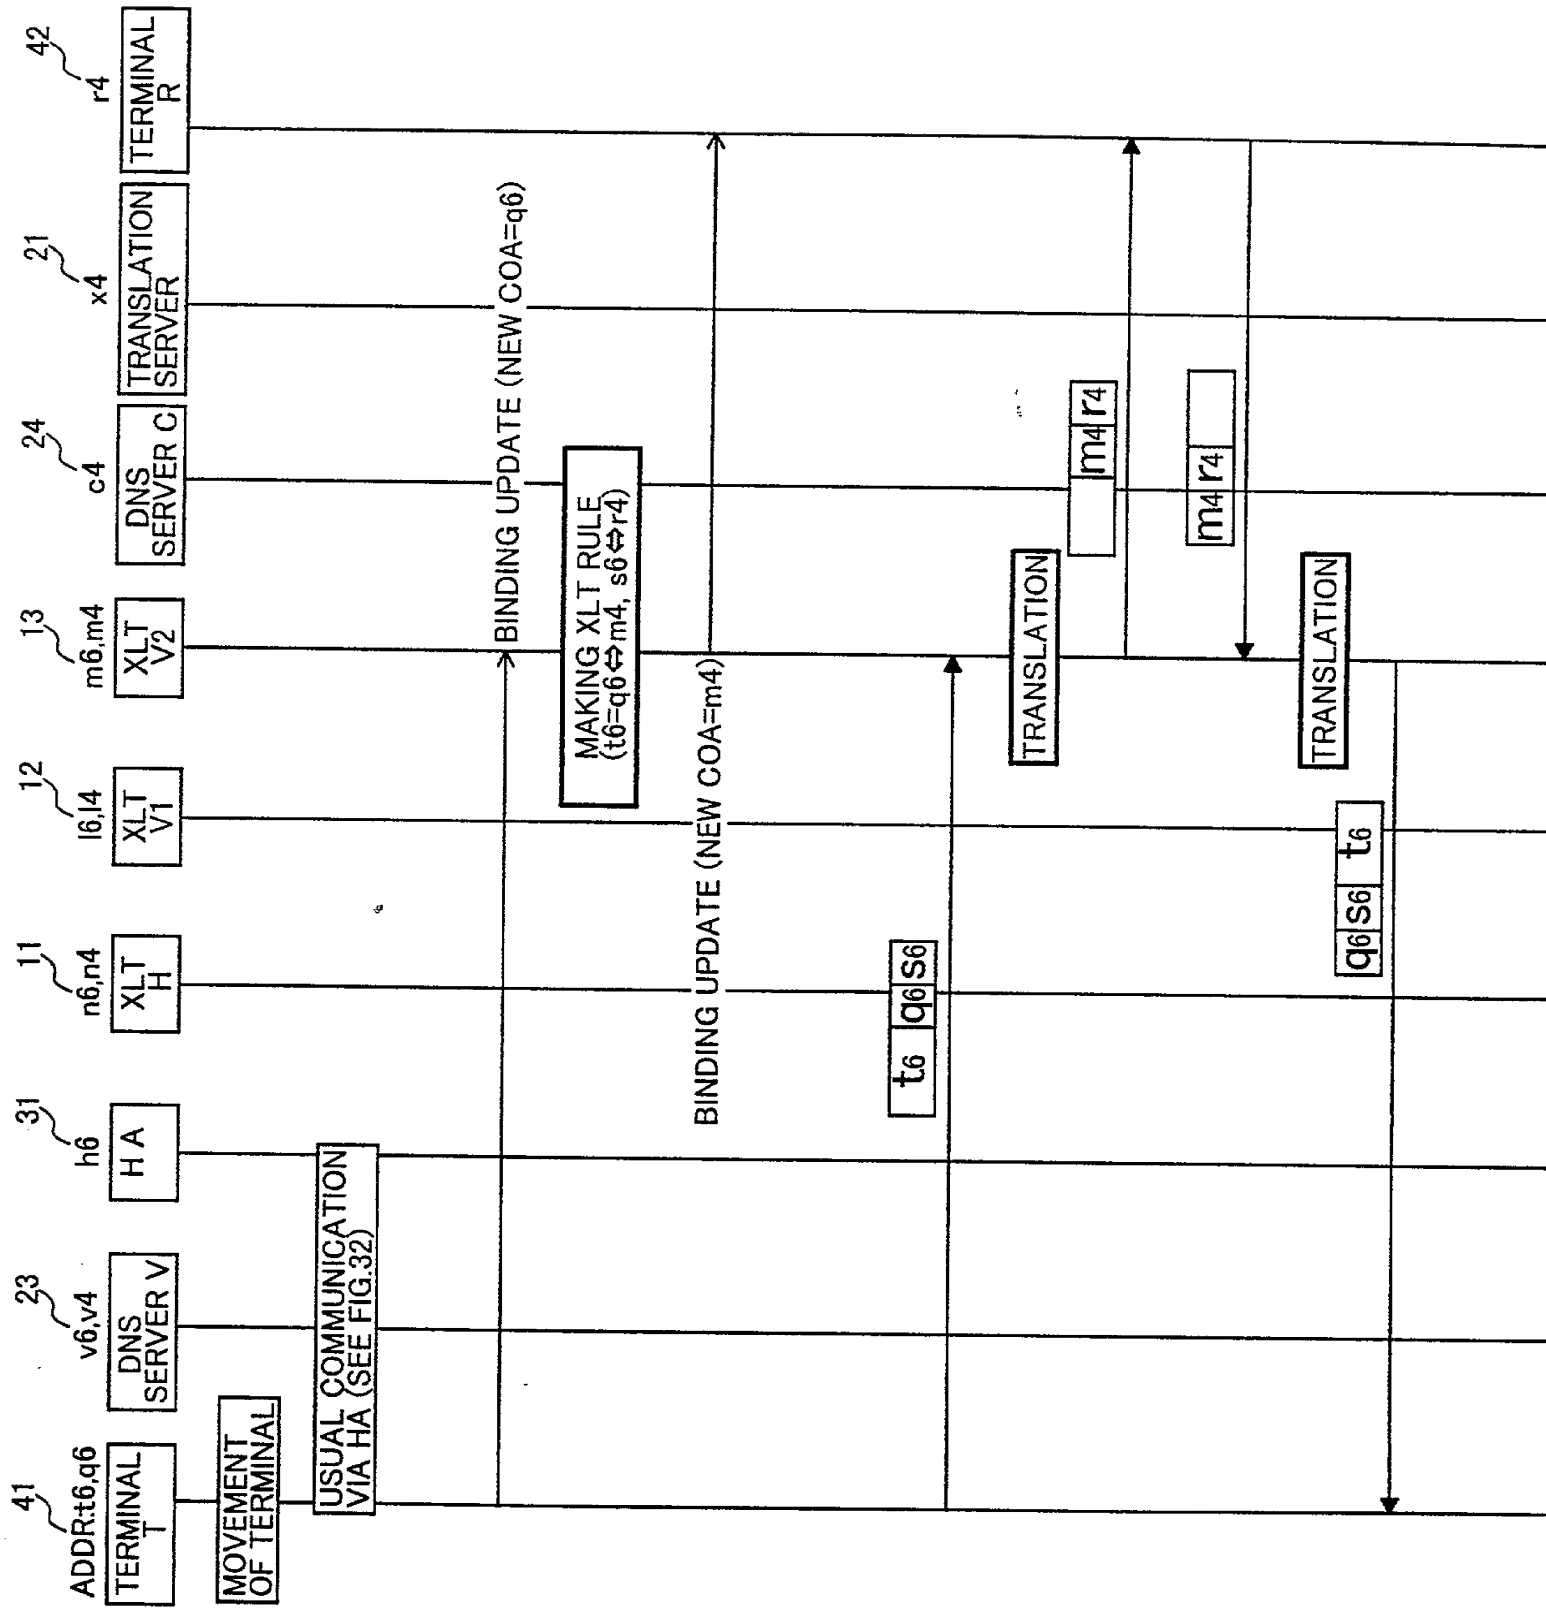 41
ADDR:t6,q6
TERMINAL
T
23
v6,v4
DNS
SERVER V
31
h6
H A
11
n6,n4
XLT
H
12
l6,l4
XLT
V1
13
m6,m4
XLT
V2
24
c4
DNS
SERVER C
21
x4
TRANSLATION
SERVER
42
r4
TERMINAL
R
MOVEMENT
OF TERMINAL
USUAL COMMUNICATION
VIA HA (SEE FIG.32)
BINDING UPDATE (NEW COA=q6)
MAKING XLT RULE
(t6=q6⇔m4, s6⇔r4)
BINDING UPDATE (NEW COA=m4)
t6 q6 s6
TRANSLATION
m4 r4
m4 r4
TRANSLATION
q6 s6 t6